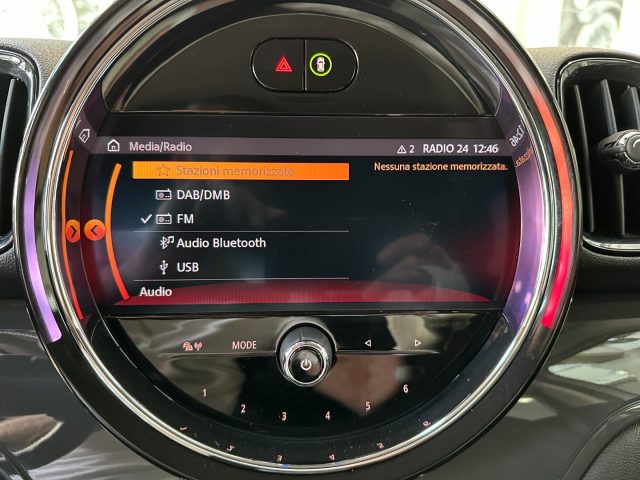 Media/Radio 2 RADIO 24 12:46
Stazioni memorizzate
Nessuna stazione memorizzata.
DAB/DMB
FM
Audio Bluetooth
USB
Audio
MODE
1 2 3 4 5 6